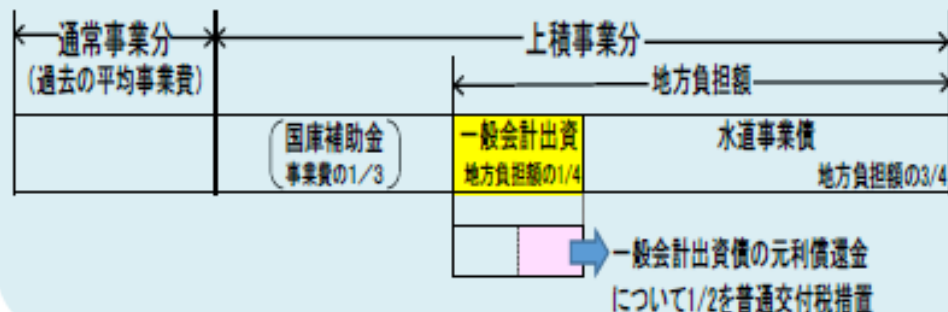 通常事業分
(過去の平均事業費)
上積事業分
地方負担額
国庫補助金
事業費の1/3
一般会計出資
地方負担額の1/4
水道事業債
地方負担額の3/4
一般会計出資債の元利償還金
について1/2を普通交付税措置